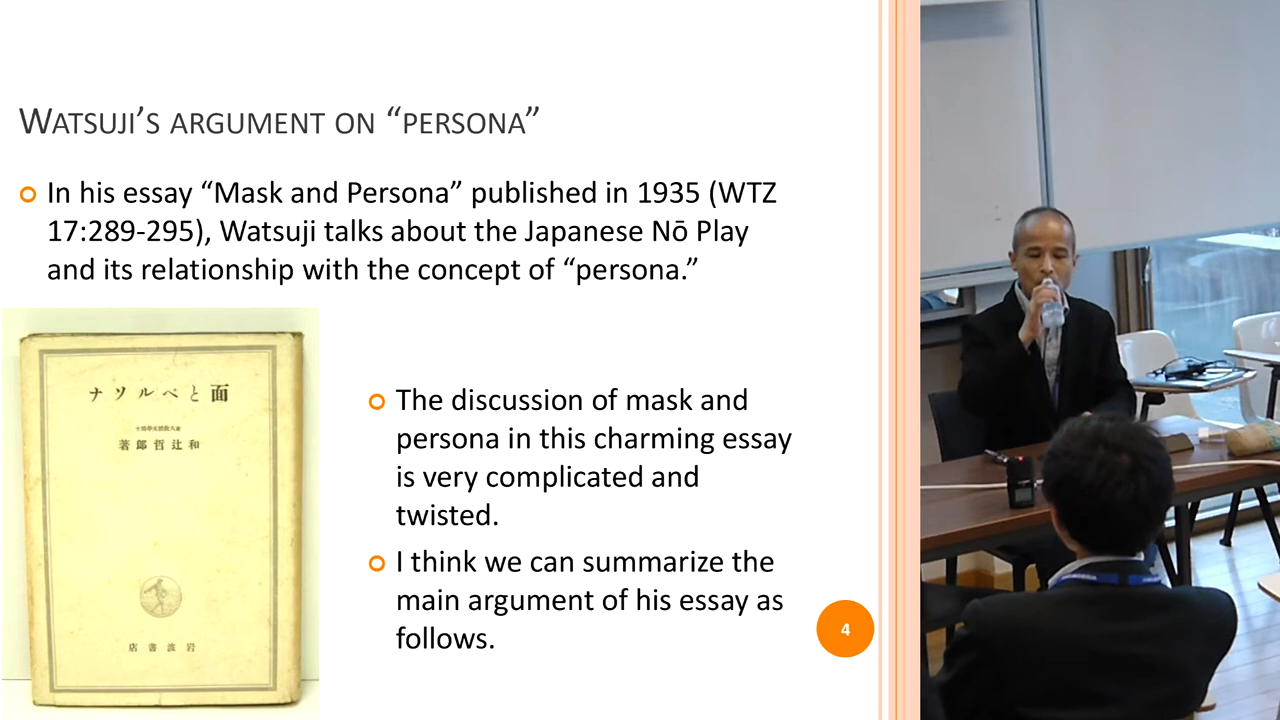 WATSUJI'S ARGUMENT ON “PERSONA”
In his essay “Mask and Persona” published in 1935 (WTZ
17:289-295), Watsuji talks about the Japanese Nō Play
and its relationship with the concept of “persona.”
面とペルソナ
和辻哲郎著
岩波書店
The discussion of mask and
persona in this charming essay
is very complicated and
twisted.
I think we can summarize the
main argument of his essay as
follows.
4